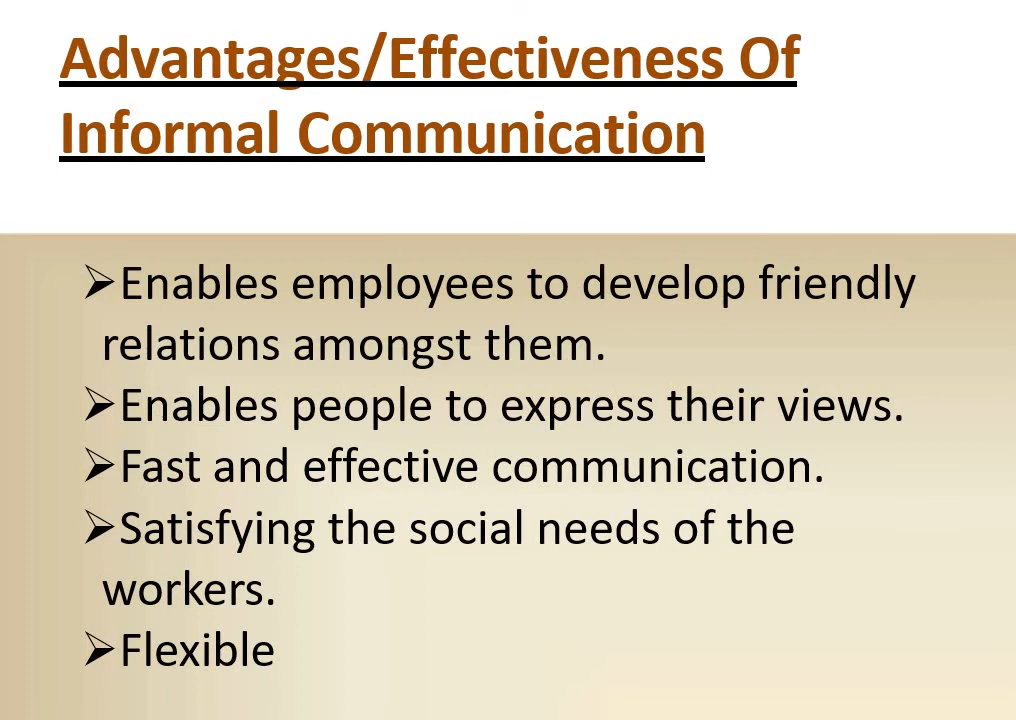 Advantages/Effectiveness Of
Informal Communication
➢Enables employees to develop friendly
relations amongst them.
➢Enables people to express their views.
➢Fast and effective communication.
➢Satisfying the social needs of the
workers.
➢Flexible